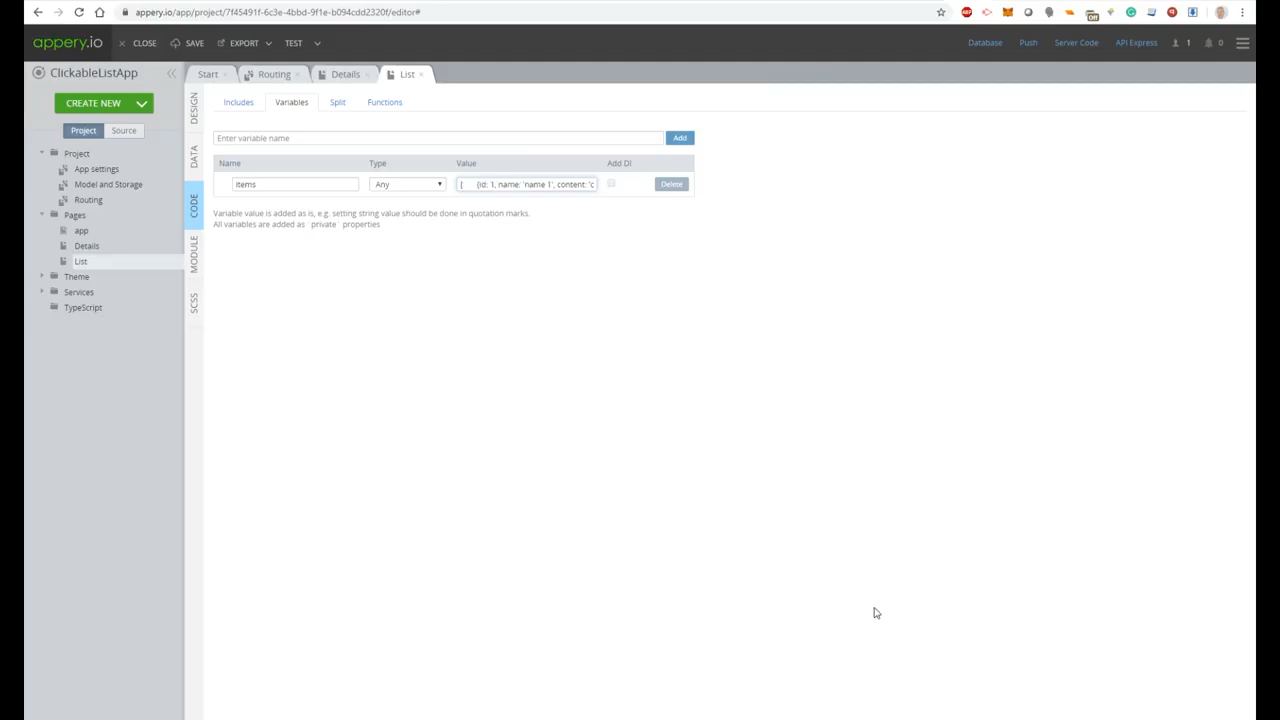 appery.io/app/project/7f45491f-6c3e-4bbd-9f1e-b094cdd2320f/editor#
appery.io
CLOSE
SAVE
EXPORT
TEST
Database
Push
Server Code
API Express
1
0
ClickableListApp
Start
Routing
Details
List
CREATE NEW
Includes
Variables
Split
Functions
Project
Source
DESIGN
DATA
CODE
MODULE
SCSS
Project
App settings
Model and Storage
Routing
Pages
app
Details
List
Theme
Services
TypeScript
Enter variable name
Add
Name
Type
Value
Add DI
items
Any
[ {id: 1, name: 'name 1', content: 'c
Delete
Variable value is added as is, e.g. setting string value should be done in quotation marks.
All variables are added as `private` properties